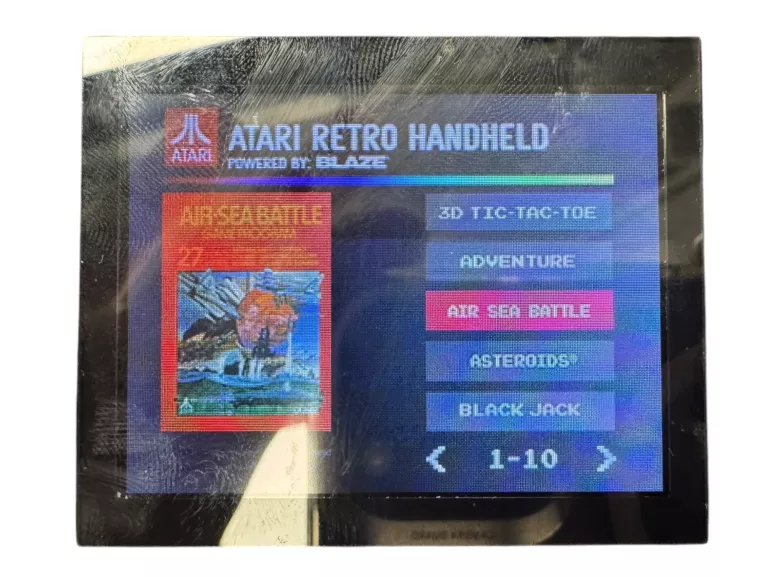 ATARI
ATARI RETRO HANDHELD
POWERED BY: BLAZE
AIR-SEA BATTLE
27
3D TIC-TAC-TOE
ADVENTURE
AIR SEA BATTLE
ASTEROIDS®
BLACK JACK
< 1-10 >